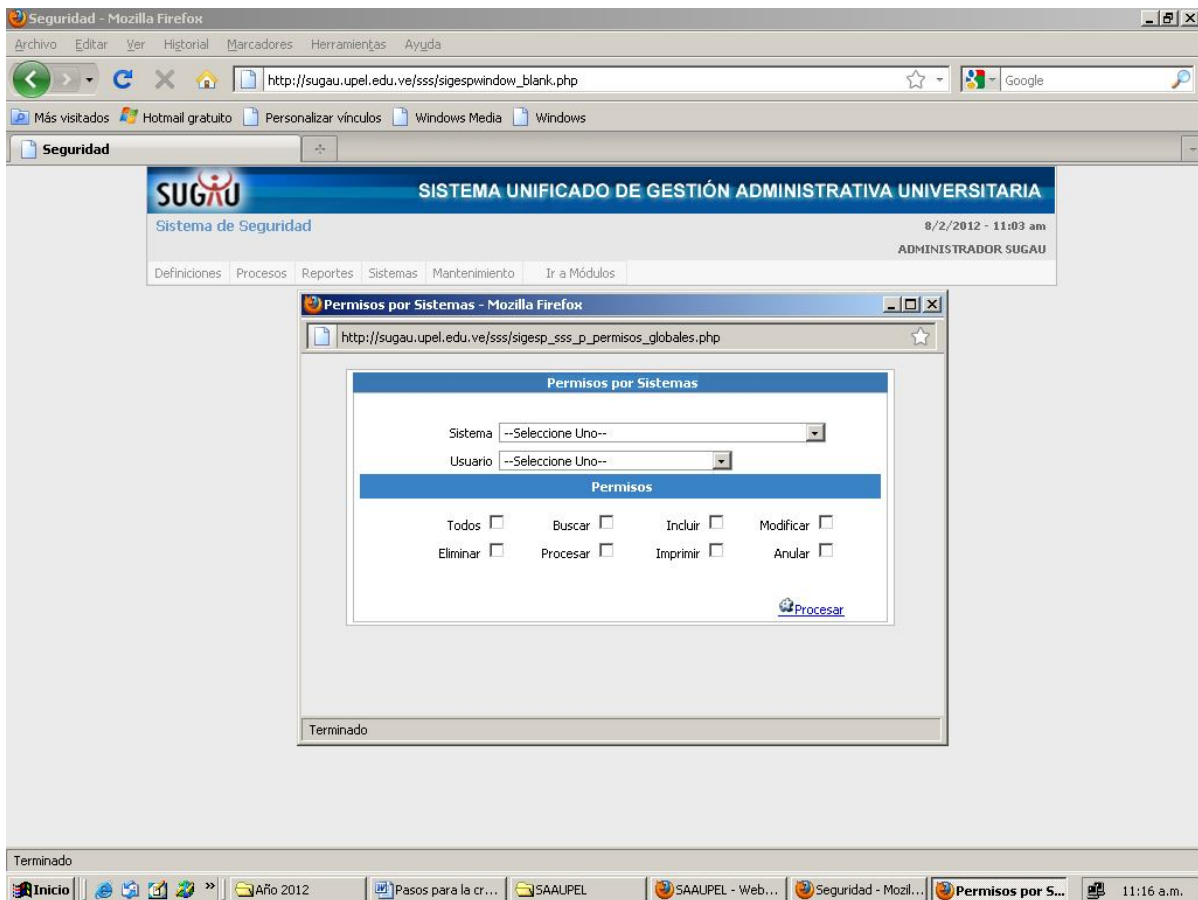 Seguridad - Mozilla Firefox
Archivo Editar Ver Historial Marcadores Herramientas Ayuda
http://sugau.upel.edu.ve/sss/sigespwindow_blank.php
Google
Más visitados Hotmail gratuito Personalizar vínculos Windows Media Windows
Seguridad
SUGAU SISTEMA UNIFICADO DE GESTIÓN ADMINISTRATIVA UNIVERSITARIA
Sistema de Seguridad 8/2/2012 - 11:03 am
ADMINISTRADOR SUGAU
Definiciones Procesos Reportes Sistemas Mantenimiento Ir a Módulos
Permisos por Sistemas - Mozilla Firefox
http://sugau.upel.edu.ve/sss/sigesp_sss_p_permisos_globales.php
Permisos por Sistemas
Sistema --Seleccione Uno--
Usuario --Seleccione Uno--
Permisos
Todos Buscar Incluir Modificar
Eliminar Procesar Imprimir Anular
Procesar
Terminado
Terminado
Inicio » Año 2012 Pasos para la cr... SAAUPEL SAAUPEL - Web... Seguridad - Mozil... Permisos por S... 11:16 a.m.